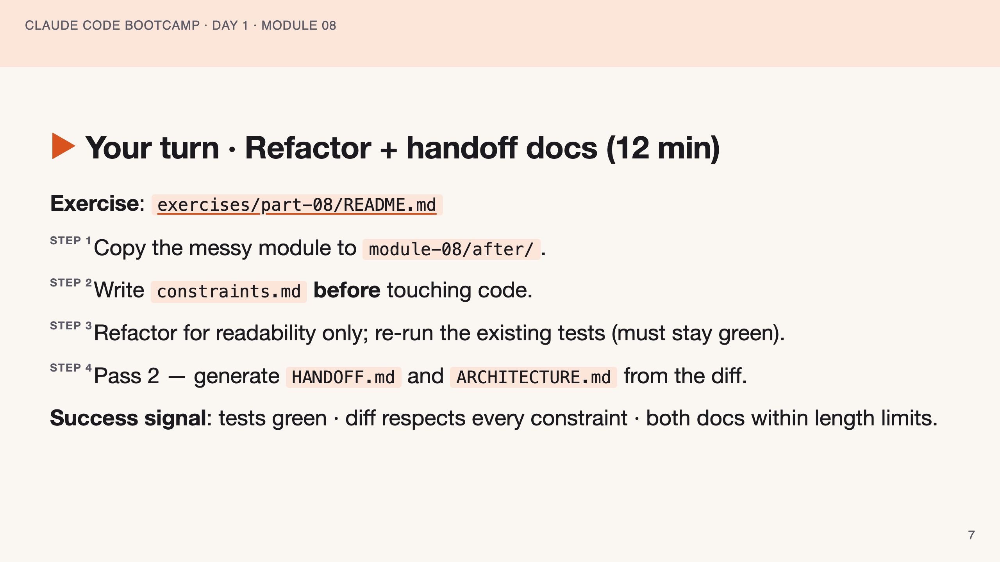 CLAUDE CODE BOOTCAMP · DAY 1 · MODULE 08
▶ Your turn · Refactor + handoff docs (12 min)
Exercise: exercises/part-08/README.md
STEP 1 Copy the messy module to module-08/after/.
STEP 2 Write constraints.md before touching code.
STEP 3 Refactor for readability only; re-run the existing tests (must stay green).
STEP 4 Pass 2 — generate HANDOFF.md and ARCHITECTURE.md from the diff.
Success signal: tests green · diff respects every constraint · both docs within length limits.
7